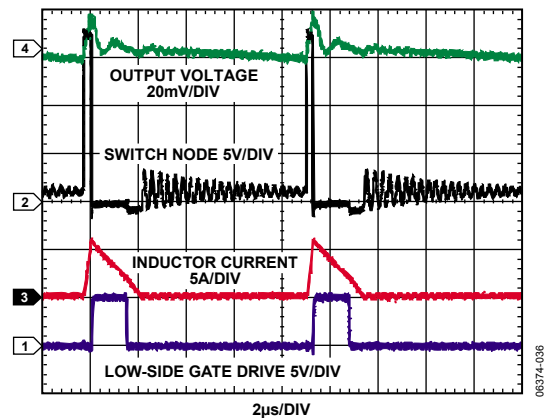 4
OUTPUT VOLTAGE
20mV/DIV
SWITCH NODE 5V/DIV
2
INDUCTOR CURRENT
5A/DIV
3
1
LOW-SIDE GATE DRIVE 5V/DIV
2µs/DIV
06374-036